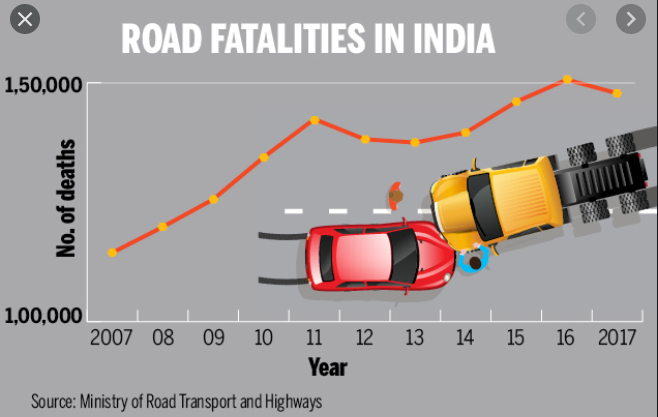 ROAD FATALITIES IN INDIA
1,50,000
No. of deaths
1,00,000
2007 08 09 10 11 12 13 14 15 16 2017
Year
Source: Ministry of Road Transport and Highways